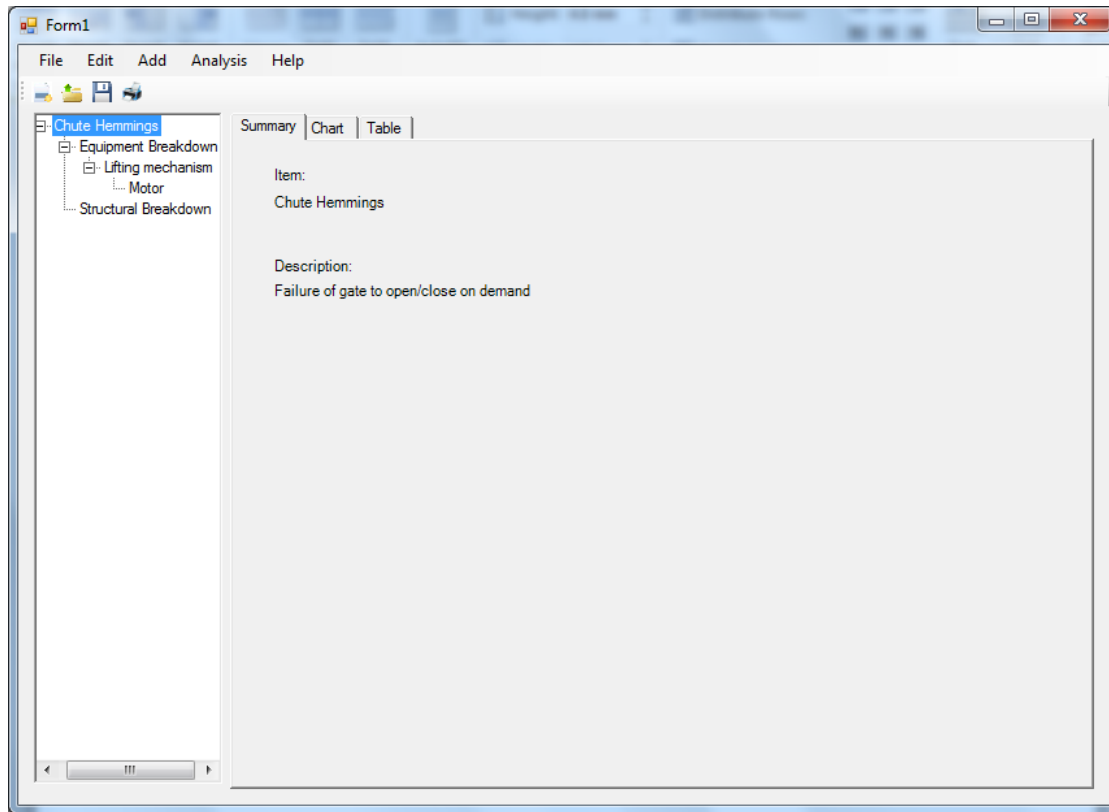 Form1
File Edit Add Analysis Help
Chute Hemmings
Equipment Breakdown
Lifting mechanism
Motor
Structural Breakdown
Summary Chart Table
Item:
Chute Hemmings
Description:
Failure of gate to open/close on demand